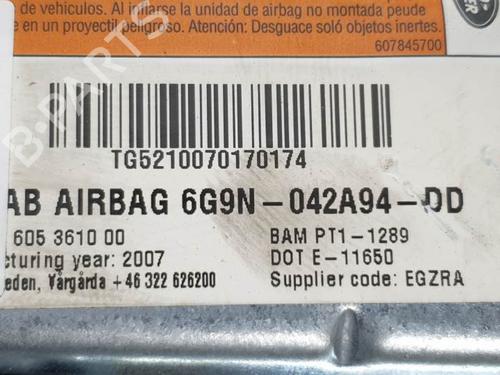 de vehículos. Al inflarse la unidad de airbag no montada puede
en un proyectil peligroso. Atención: Desguace soló objetos inertes.
607845700
TG5210070170174
AB AIRBAG 6G9N-042A94-DD
605 3610 00
BAM PT1-1289
cturing year: 2007
DOT E-11650
eden, Vårgårda +46 322 626200
Supplier code: EGZRA
B-PARTS